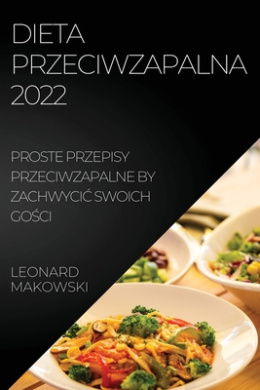 DIETA
PRZECIWZAPALNA
2022
PROSTE PRZEPISY
PRZECIWZAPALNE BY
ZACHWYCIĆ SWOICH
GOŚCI
LEONARD
MAKOWSKI